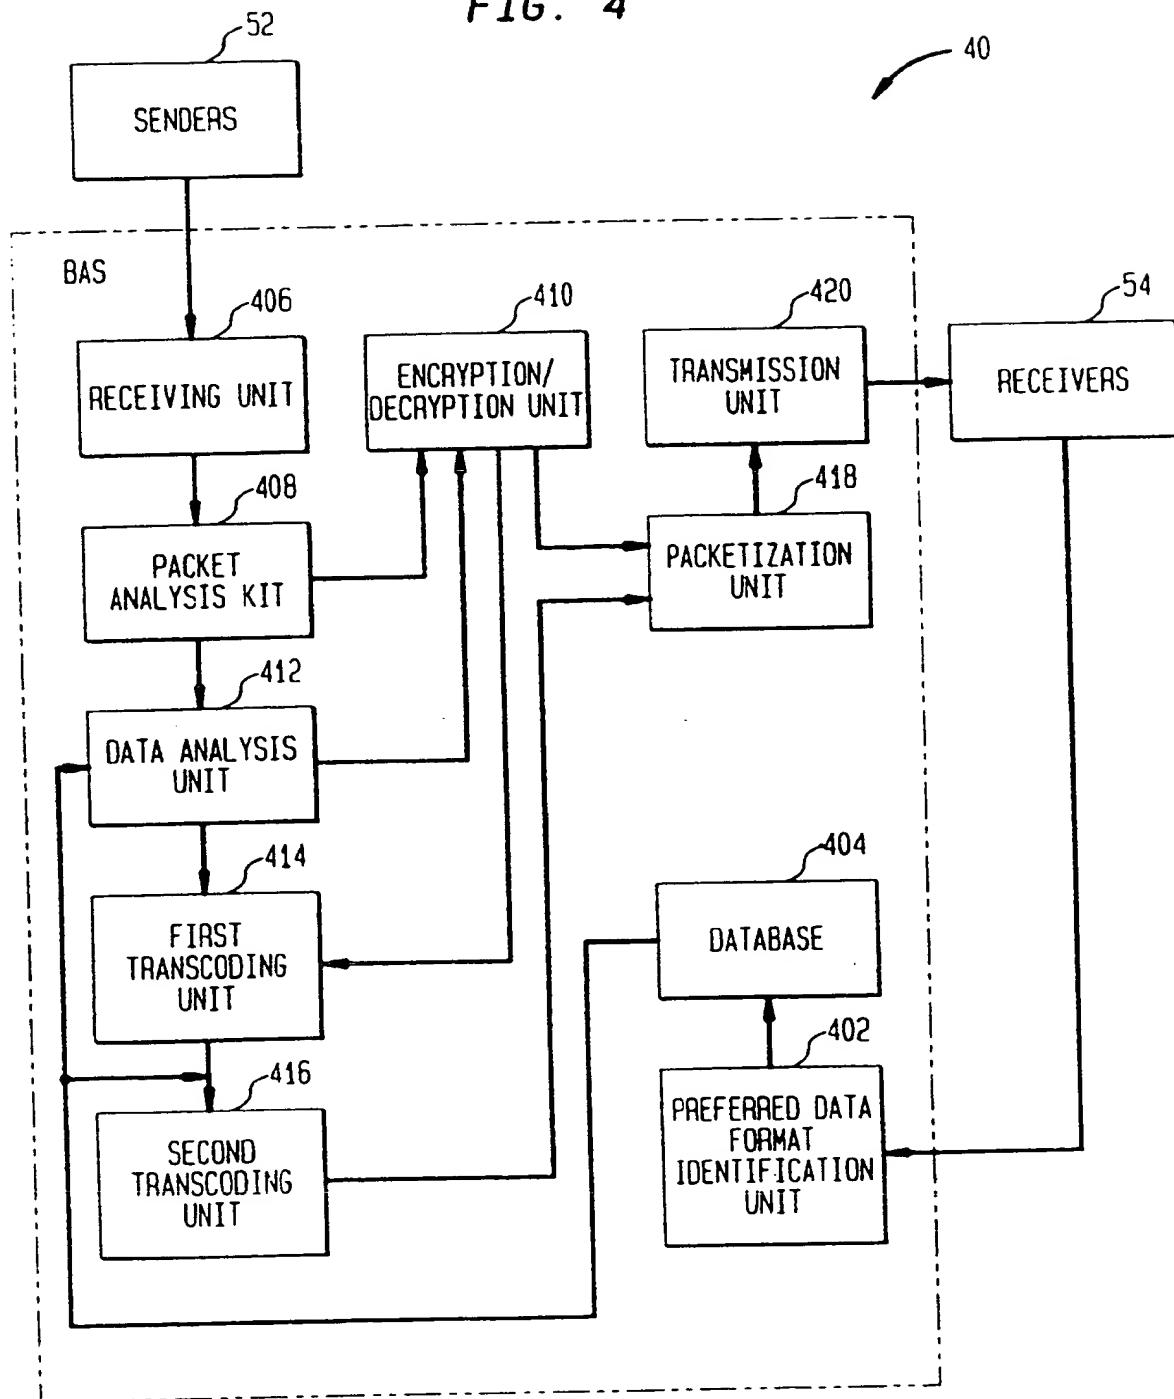 FIG. 4
52
40
SENDERS
BAS
406
RECEIVING UNIT
410
ENCRYPTION/
DECRYPTION UNIT
420
TRANSMISSION
UNIT
54
RECEIVERS
408
PACKET
ANALYSIS KIT
418
PACKETIZATION
UNIT
412
DATA ANALYSIS
UNIT
414
FIRST
TRANSCODING
UNIT
404
DATABASE
402
PREFERRED DATA
FORMAT
IDENTIFICATION
UNIT
416
SECOND
TRANSCODING
UNIT